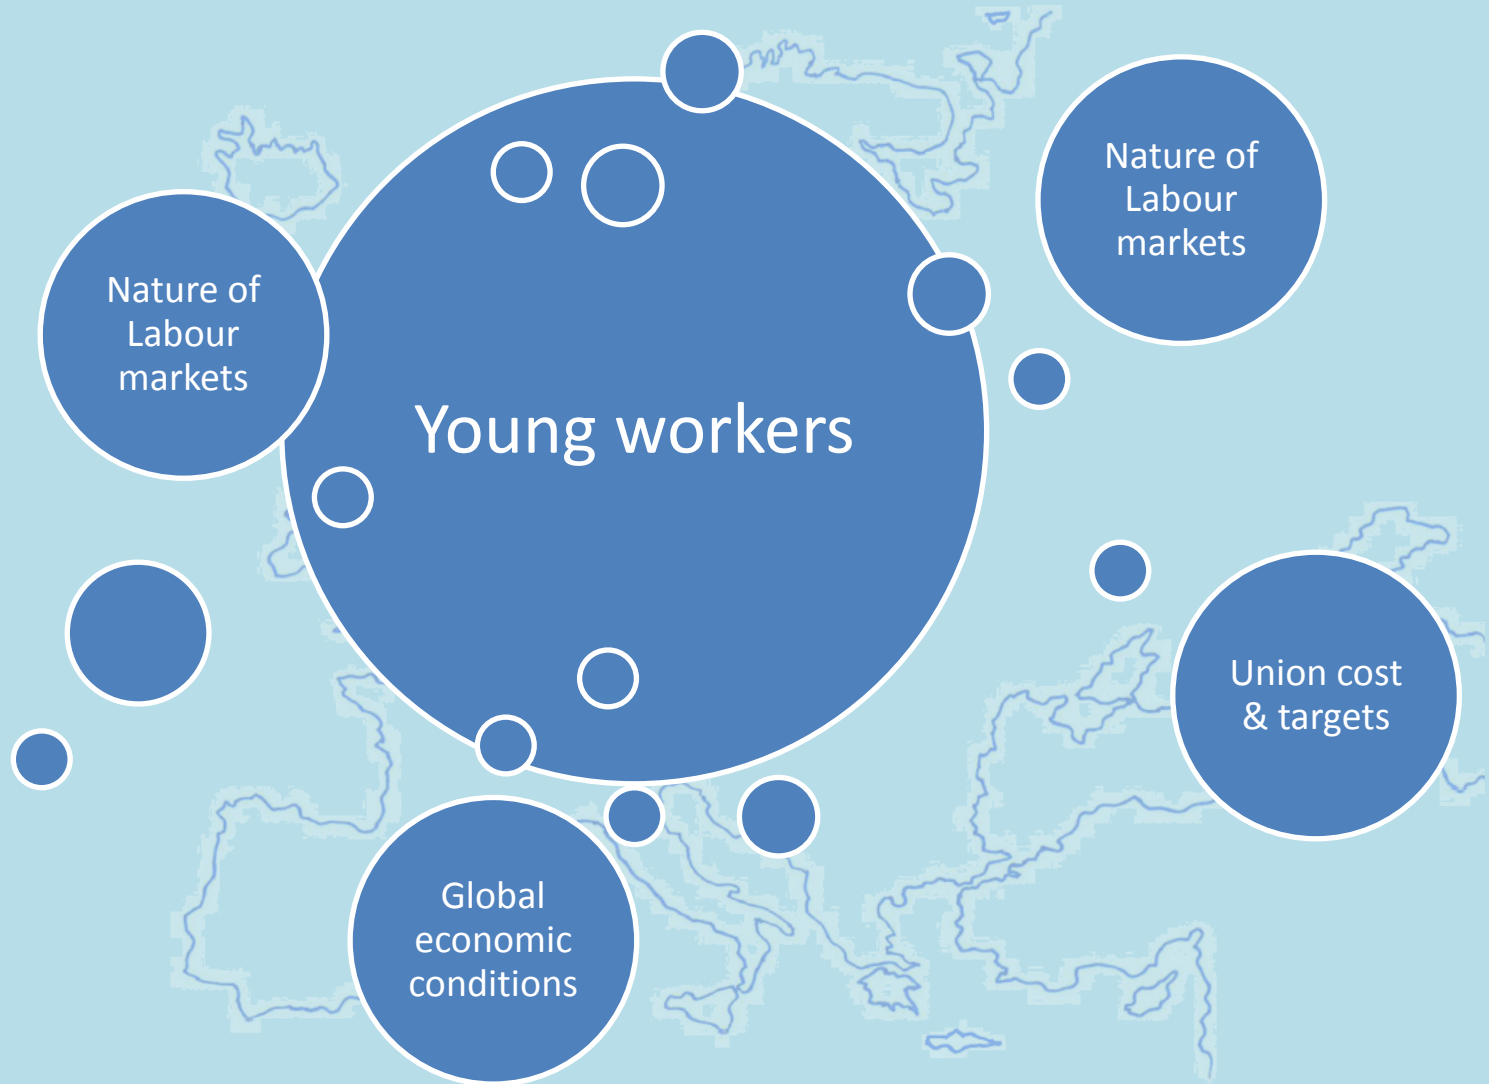 Nature of
Labour
markets
Nature of
Labour
markets
Young workers
Union cost
& targets
Global
economic
conditions